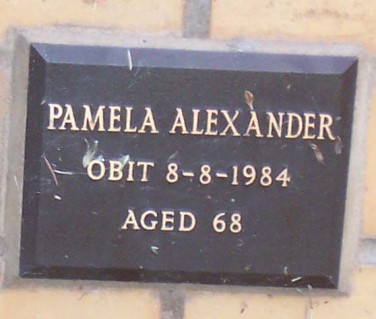 PAMELA ALEXANDER
OBIT 8-8-1984
AGED 68